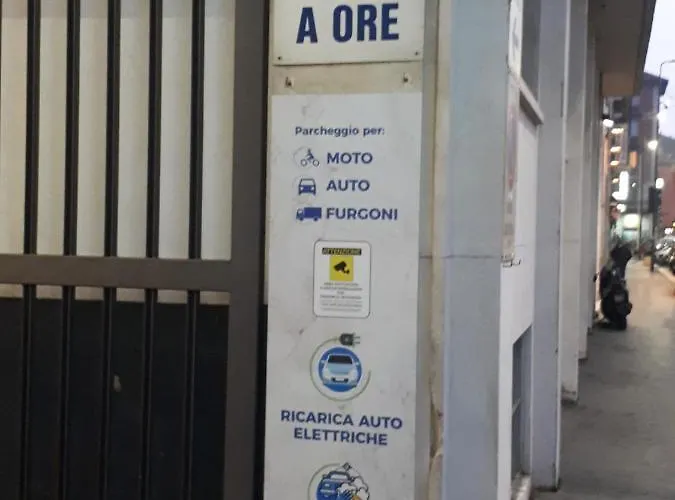 A ORE
Parcheggio per:
MOTO
AUTO
FURGONI
ATTENZIONE
RICARICA AUTO
ELETTRICHE